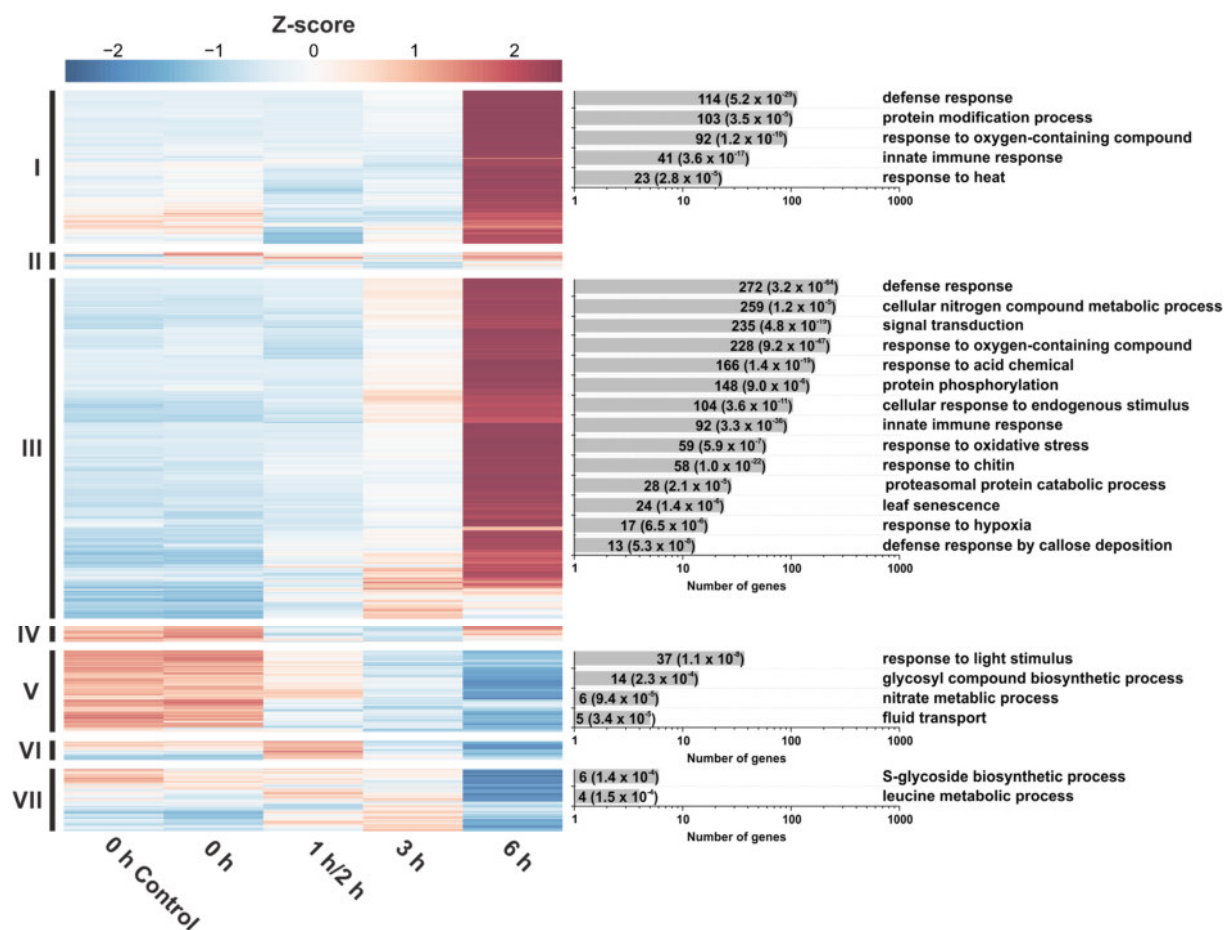 Z-score
−2 −1 0 1 2
I
114 (5.2 x 10⁻²⁹) defense response
103 (3.5 x 10⁻⁵) protein modification process
92 (1.2 x 10⁻¹⁰) response to oxygen-containing compound
41 (3.6 x 10⁻¹⁷) innate immune response
23 (2.8 x 10⁻⁵) response to heat
1 10 100 1000
II
III
272 (3.2 x 10⁻⁶⁴) defense response
259 (1.2 x 10⁻⁵) cellular nitrogen compound metabolic process
235 (4.8 x 10⁻¹⁹) signal transduction
228 (9.2 x 10⁻⁴⁷) response to oxygen-containing compound
166 (1.4 x 10⁻¹⁹) response to acid chemical
148 (9.0 x 10⁻⁶) protein phosphorylation
104 (3.6 x 10⁻¹¹) cellular response to endogenous stimulus
92 (3.3 x 10⁻³⁶) innate immune response
59 (5.9 x 10⁻⁷) response to oxidative stress
58 (1.0 x 10⁻²²) response to chitin
28 (2.1 x 10⁻⁵) proteasomal protein catabolic process
24 (1.4 x 10⁻⁶) leaf senescence
17 (6.5 x 10⁻⁶) response to hypoxia
13 (5.3 x 10⁻⁶) defense response by callose deposition
1 10 100 1000
Number of genes
IV
V
37 (1.1 x 10⁻⁸) response to light stimulus
14 (2.3 x 10⁻⁴) glycosyl compound biosynthetic process
6 (9.4 x 10⁻⁵) nitrate metablic process
5 (3.4 x 10⁻⁵) fluid transport
1 10 100 1000
Number of genes
VI
VII
6 (1.4 x 10⁻⁴) S-glycoside biosynthetic process
4 (1.5 x 10⁻⁴) leucine metabolic process
1 10 100 1000
Number of genes
0 h Control
0 h
1 h/2 h
3 h
6 h